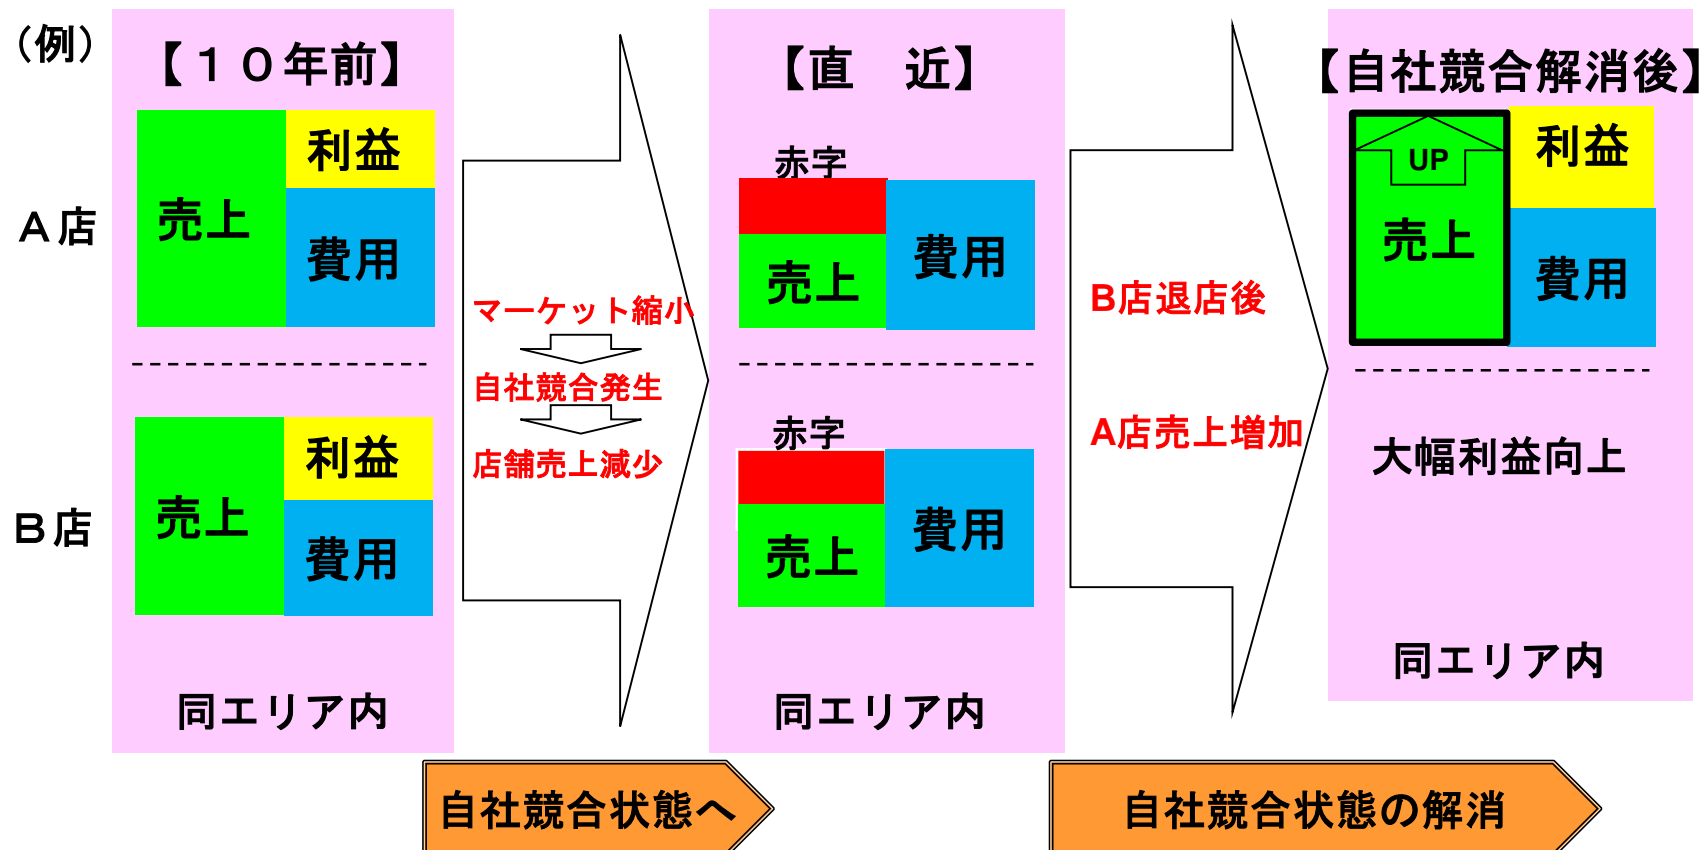 （例）
【１０年前】
Ａ店
売上
利益
費用
Ｂ店
売上
利益
費用
同エリア内
マーケット縮小
自社競合発生
店舗売上減少
自社競合状態へ
【直　近】
赤字
売上
費用
赤字
売上
費用
同エリア内
B店退店後
A店売上増加
自社競合状態の解消
【自社競合解消後】
UP
売上
利益
費用
大幅利益向上
同エリア内